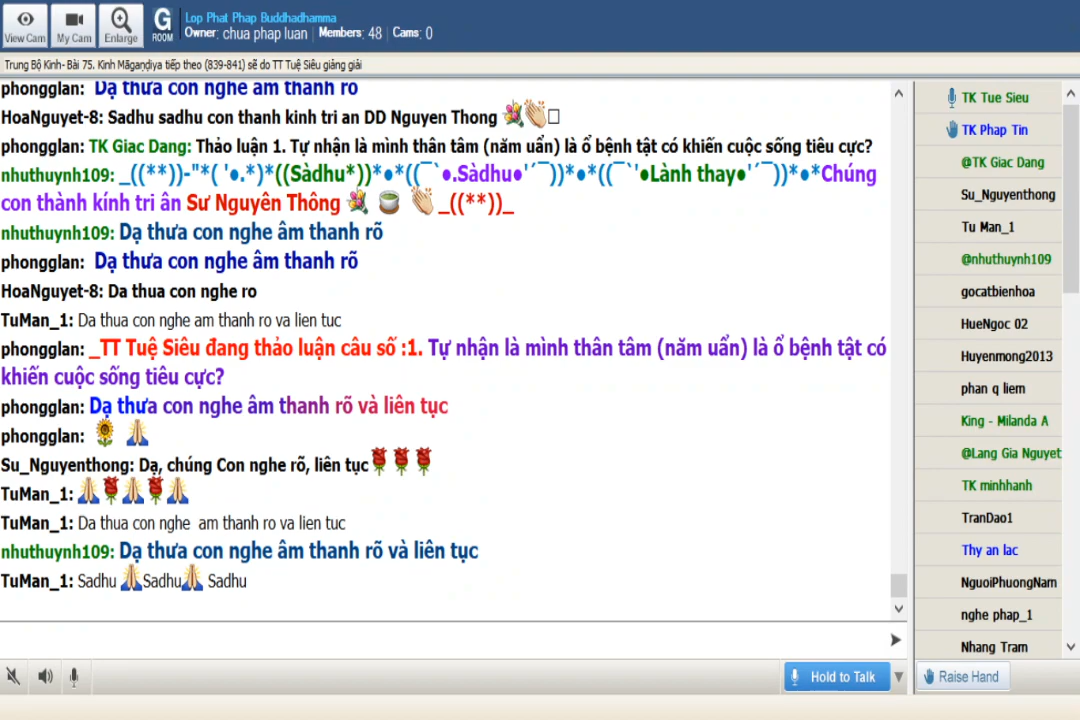 Lop Phat Phap Buddhadhamma
Owner: chua phap luan | Members: 48 | Cams: 0
View Cam
My Cam
Enlarge
G ROOM
Trung Bộ Kinh- Bài 75. Kinh Māgaṇḍiya tiếp theo (839-841) sẽ do TT Tuệ Siêu giảng giải
phongglan: Dạ thưa con nghe âm thanh rõ
HoaNguyet-8: Sadhu sadhu con thanh kinh tri an DD Nguyen Thong 💐👏□
phongglan: TK Giac Dang: Thảo luận 1. Tự nhận là mình thân tâm (năm uẩn) là ổ bệnh tật có khiến cuộc sống tiêu cực?
nhuthuynh109: _((**))-"*( '●.*)*((Sàdhu*))*●*((¯`●.Sàdhu●'´¯))*●*((¯`'●Lành thay●'´¯))*●*Chúng
con thành kính tri ân Sư Nguyên Thông 💐 🍵 👏 _((**))_
nhuthuynh109: Dạ thưa con nghe âm thanh rõ
phongglan: Dạ thưa con nghe âm thanh rõ
HoaNguyet-8: Da thua con nghe ro
TuMan_1: Da thua con nghe am thanh ro va lien tuc
phongglan: _TT Tuệ Siêu đang thảo luận câu số :1. Tự nhận là mình thân tâm (năm uẩn) là ổ bệnh tật có
khiến cuộc sống tiêu cực?
phongglan: Dạ thưa con nghe âm thanh rõ và liên tục
phongglan: 🌻 🙏
Su_Nguyenthong: Dạ, chúng Con nghe rõ, liên tục🌹🌹🌹
TuMan_1: 🙏🌹🙏🌹🙏
TuMan_1: Da thua con nghe am thanh ro va lien tuc
nhuthuynh109: Dạ thưa con nghe âm thanh rõ và liên tục
TuMan_1: Sadhu 🙏Sadhu🙏 Sadhu
TK Tue Sieu
TK Phap Tin
@TK Giac Dang
Su_Nguyenthong
Tu Man_1
@nhuthuynh109
gocatbienhoa
HueNgoc 02
Huyenmong2013
phan q liem
King - Milanda A
@Lang Gia Nguyet
TK minhhanh
TranDao1
Thy an lac
NguoiPhuongNam
nghe phap_1
Nhang Tram
Hold to Talk
Raise Hand